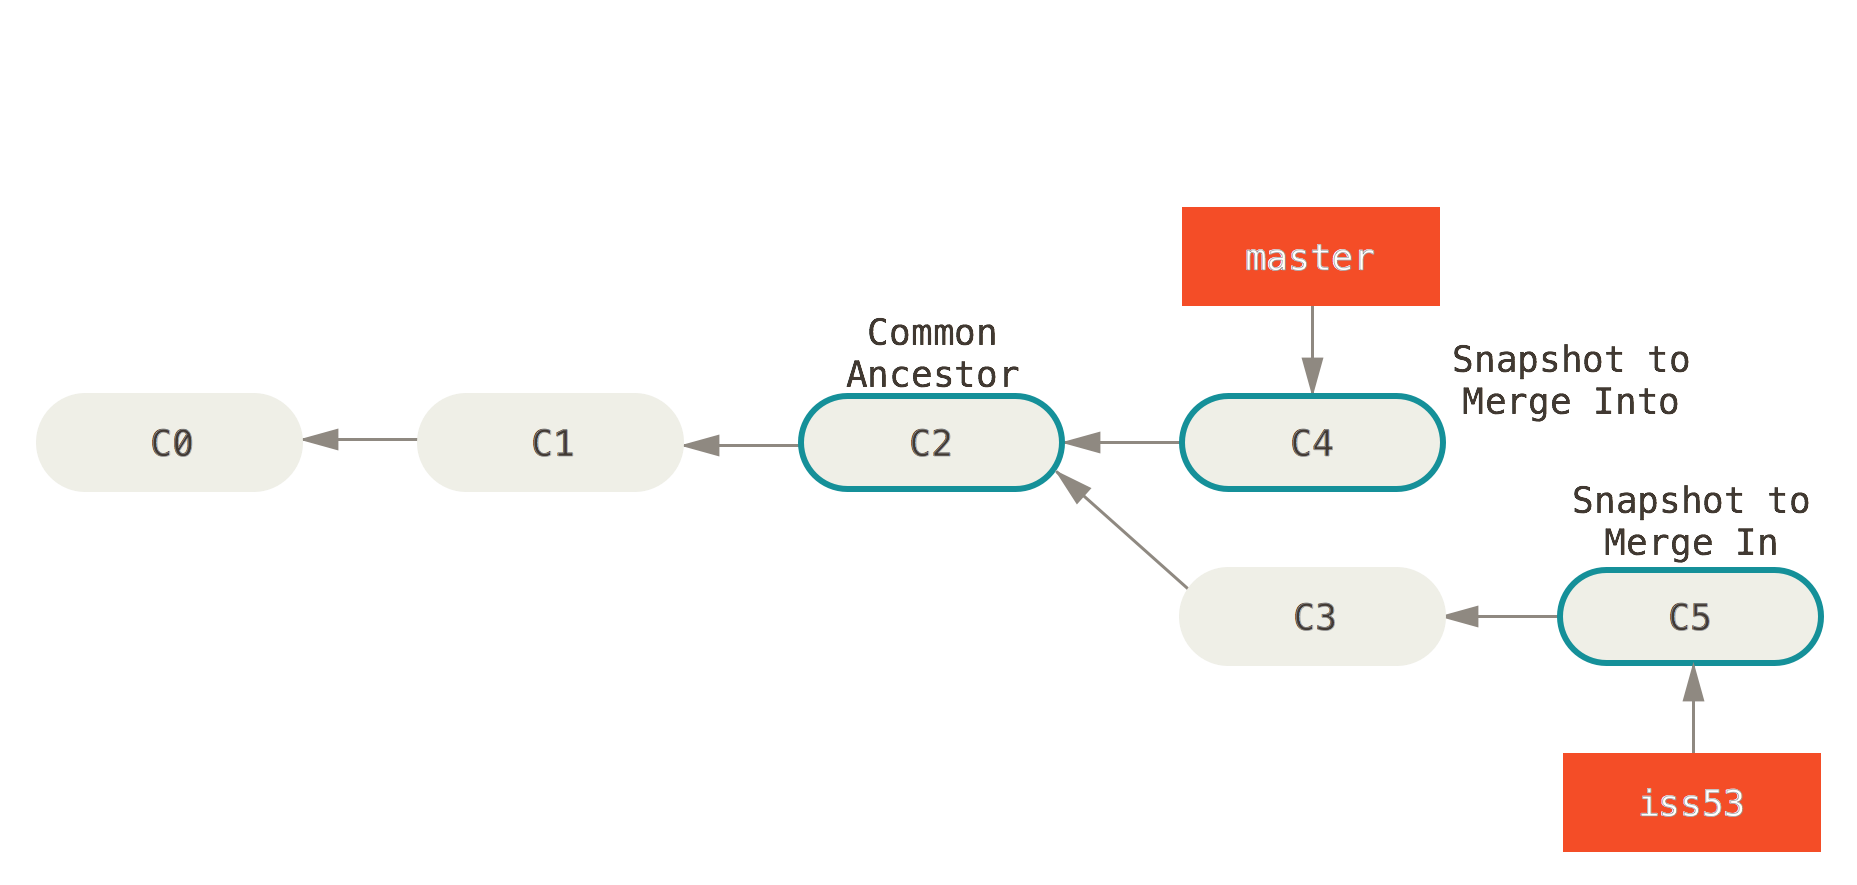 master
Common
Ancestor
Snapshot to
Merge Into
C0
C1
C2
C4
Snapshot to
Merge In
C3
C5
iss53